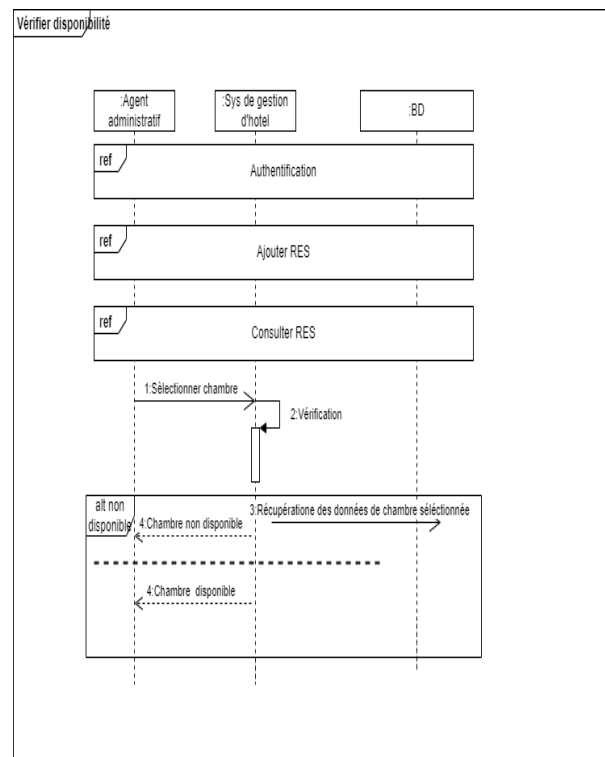 Vérifier disponibilité
:Agent
administratif
:Sys de gestion
d'hotel
:BD
ref
Authentification
ref
Ajouter RES
ref
Consulter RES
1:Sélectionner chambre
2:Vérification
alt non
disponible
3:Récupératione des données de chambre séléctionnée
4:Chambre non disponible
4:Chambre disponible